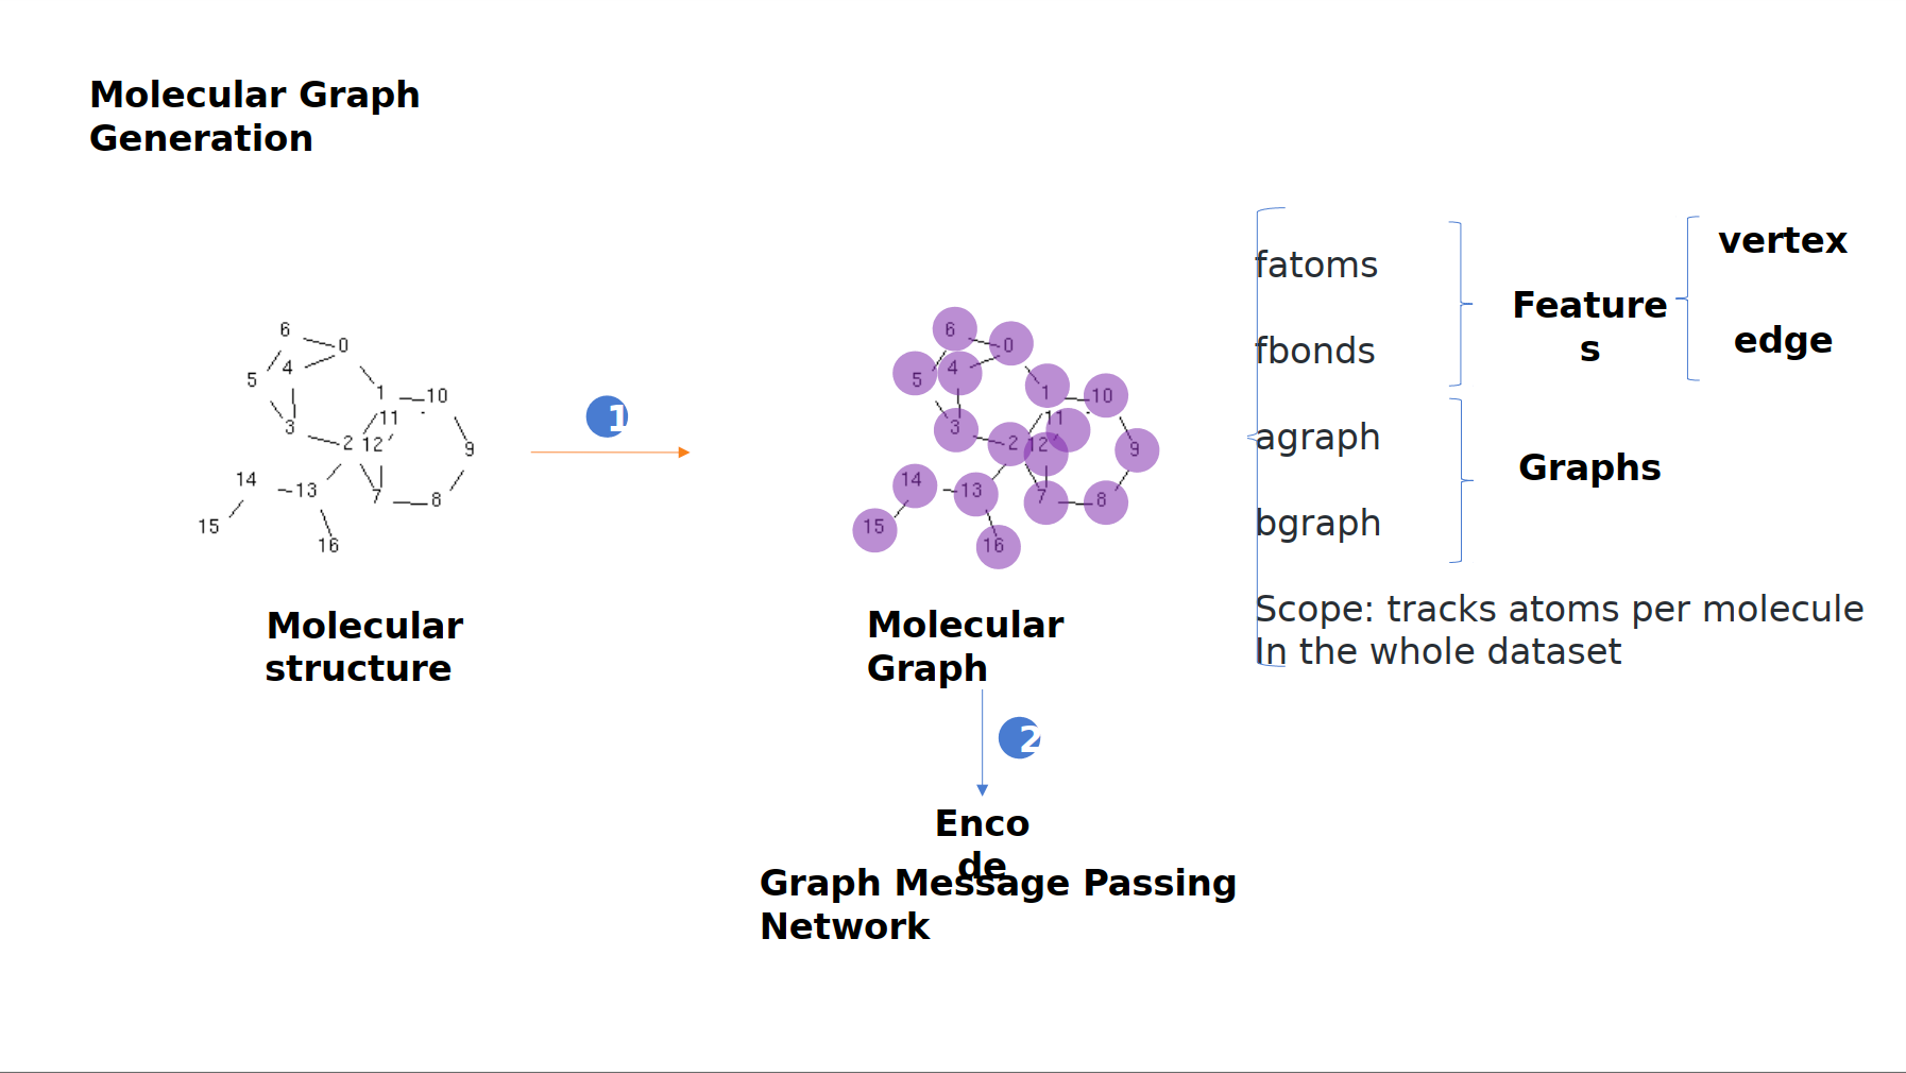 Molecular Graph
Generation
6
0
4
5
1
10
11
3
2
12
9
14
13
7
8
15
16
Molecular
structure
1
6
0
4
5
1
10
11
3
2
12
9
14
13
7
8
15
16
Molecular
Graph
2
Enco
de
Graph Message Passing
Network
fatoms
fbonds
agraph
bgraph
Scope: tracks atoms per molecule
In the whole dataset
Feature
s
Graphs
vertex
edge